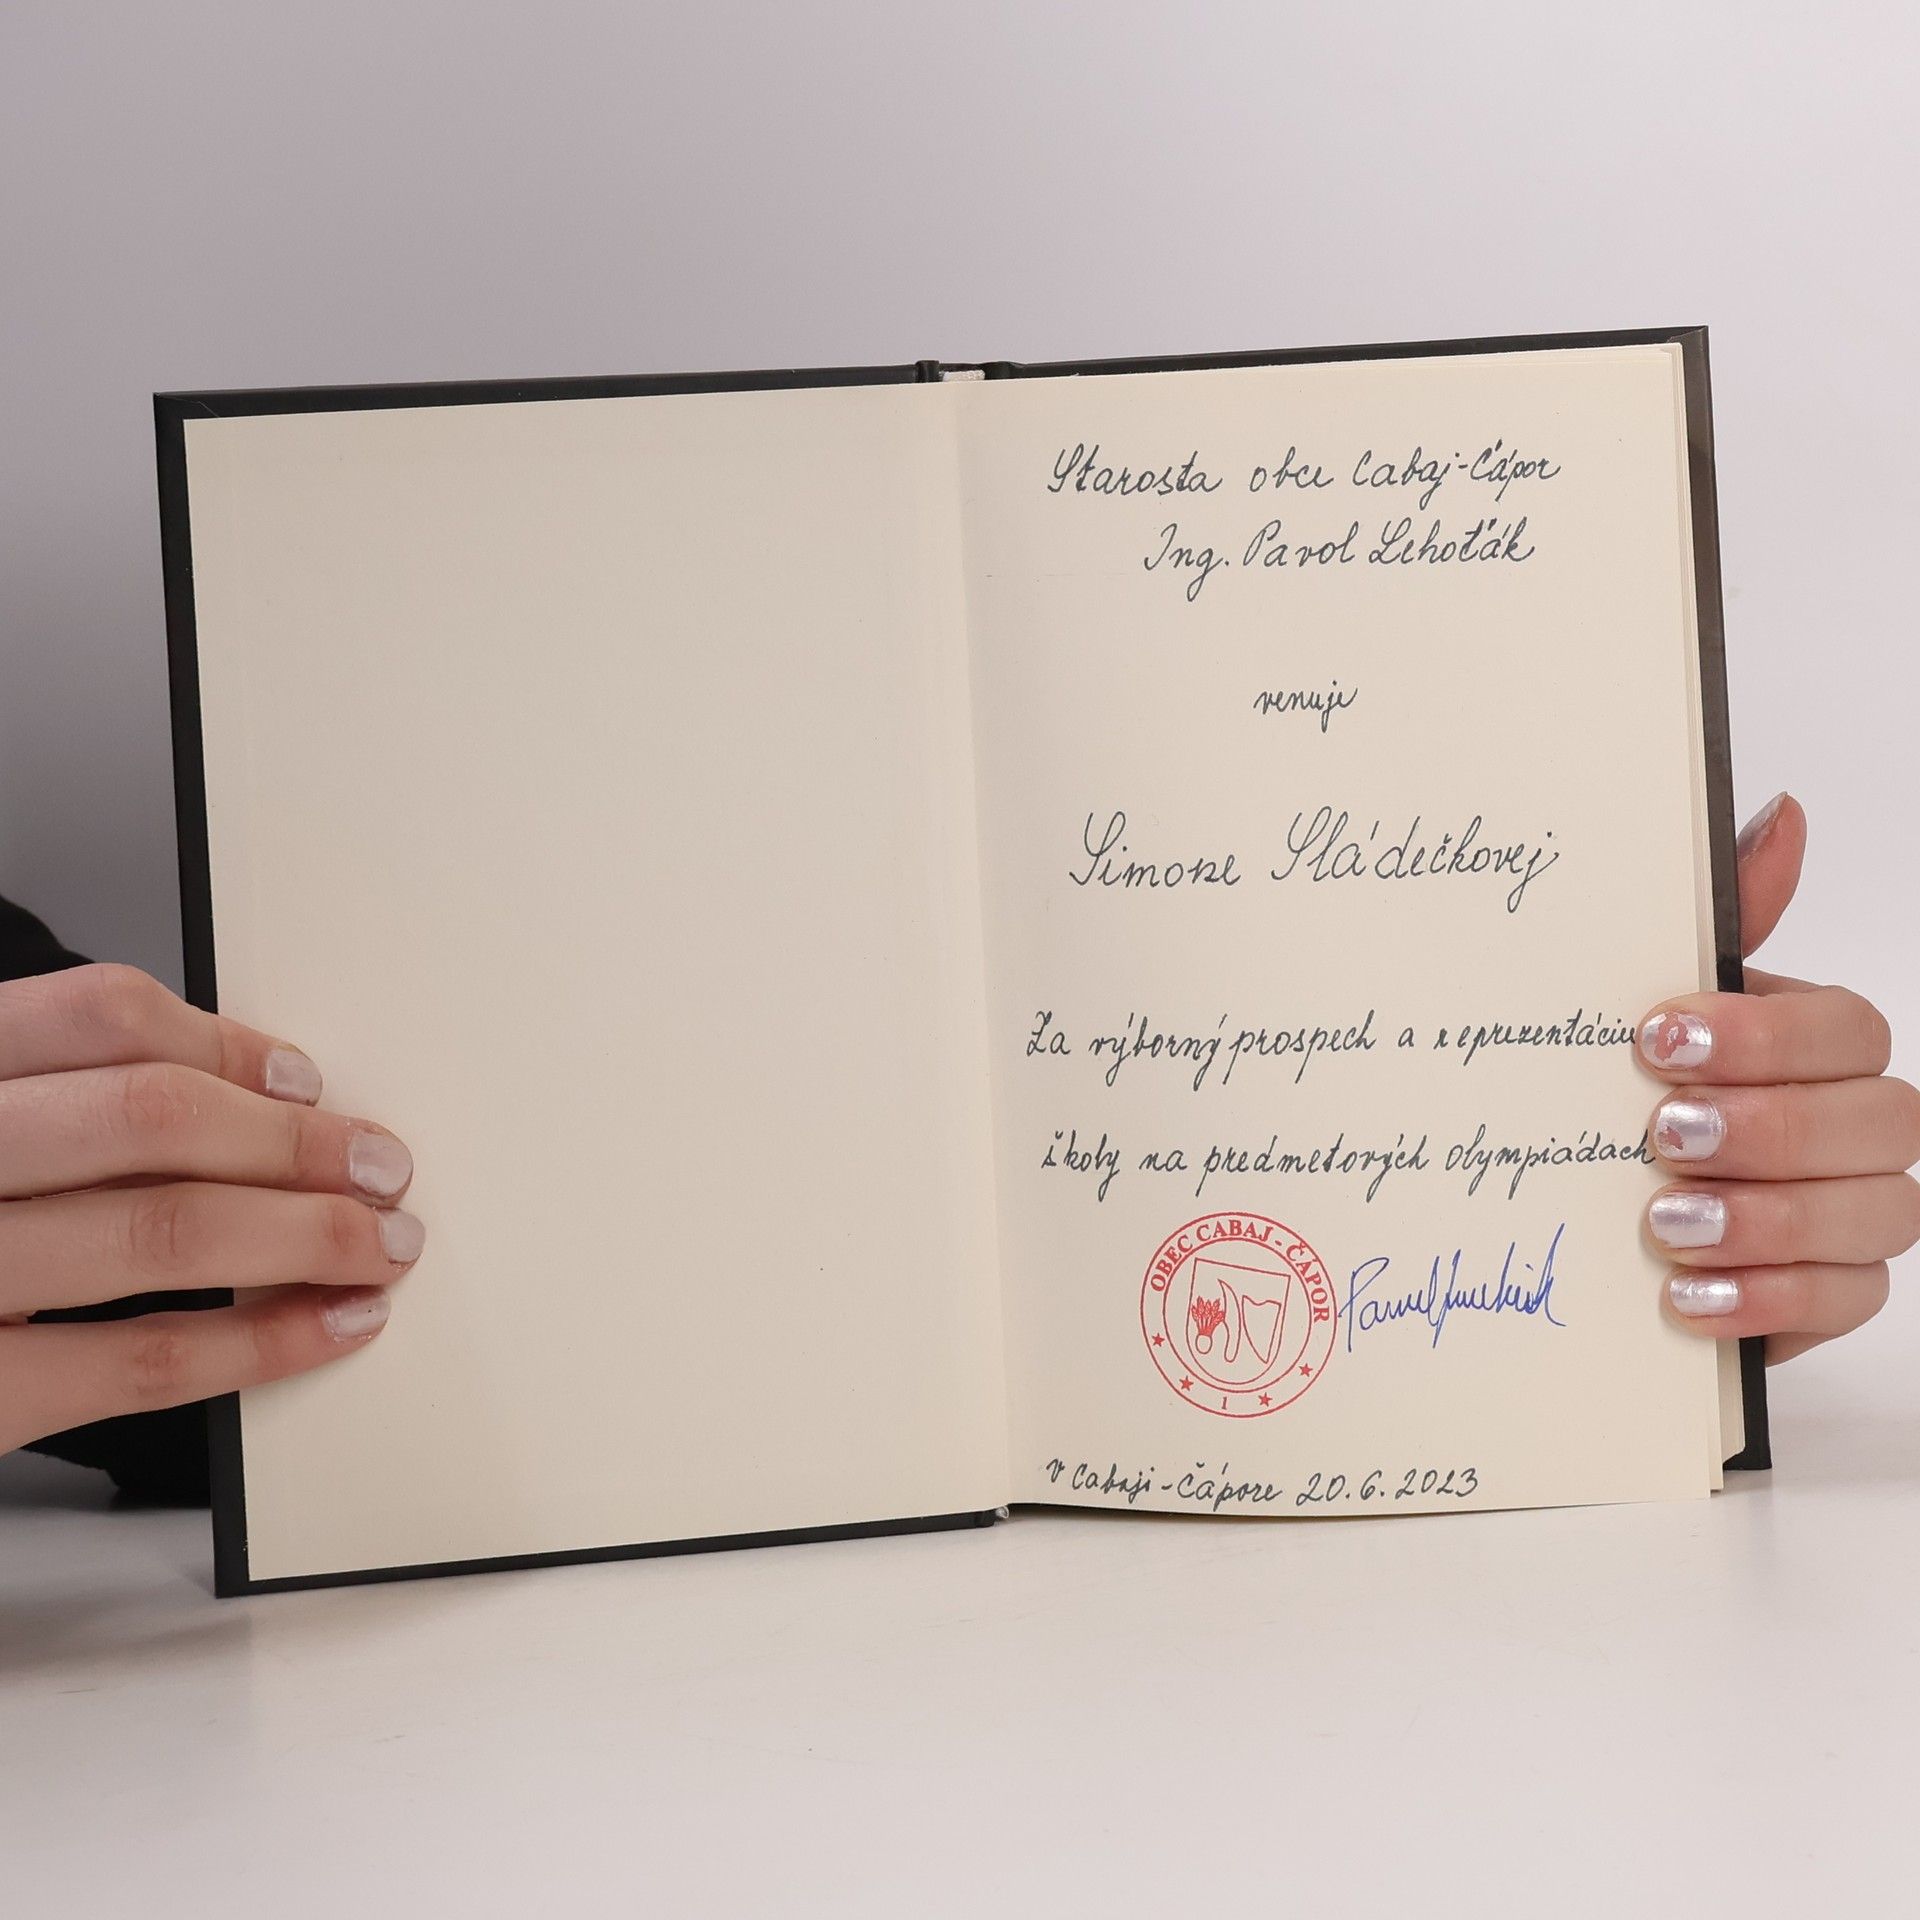 Starosta obce Cabaj-Čápor
Ing. Pavol Lehoťák
venuje
Simone Sládečkovej
Za výborný prospech a reprezentáciu
školy na predmetových olympiádach
OBEC CABAJ - ČÁPOR
1
v Cabaji-Čápore 20.6.2023